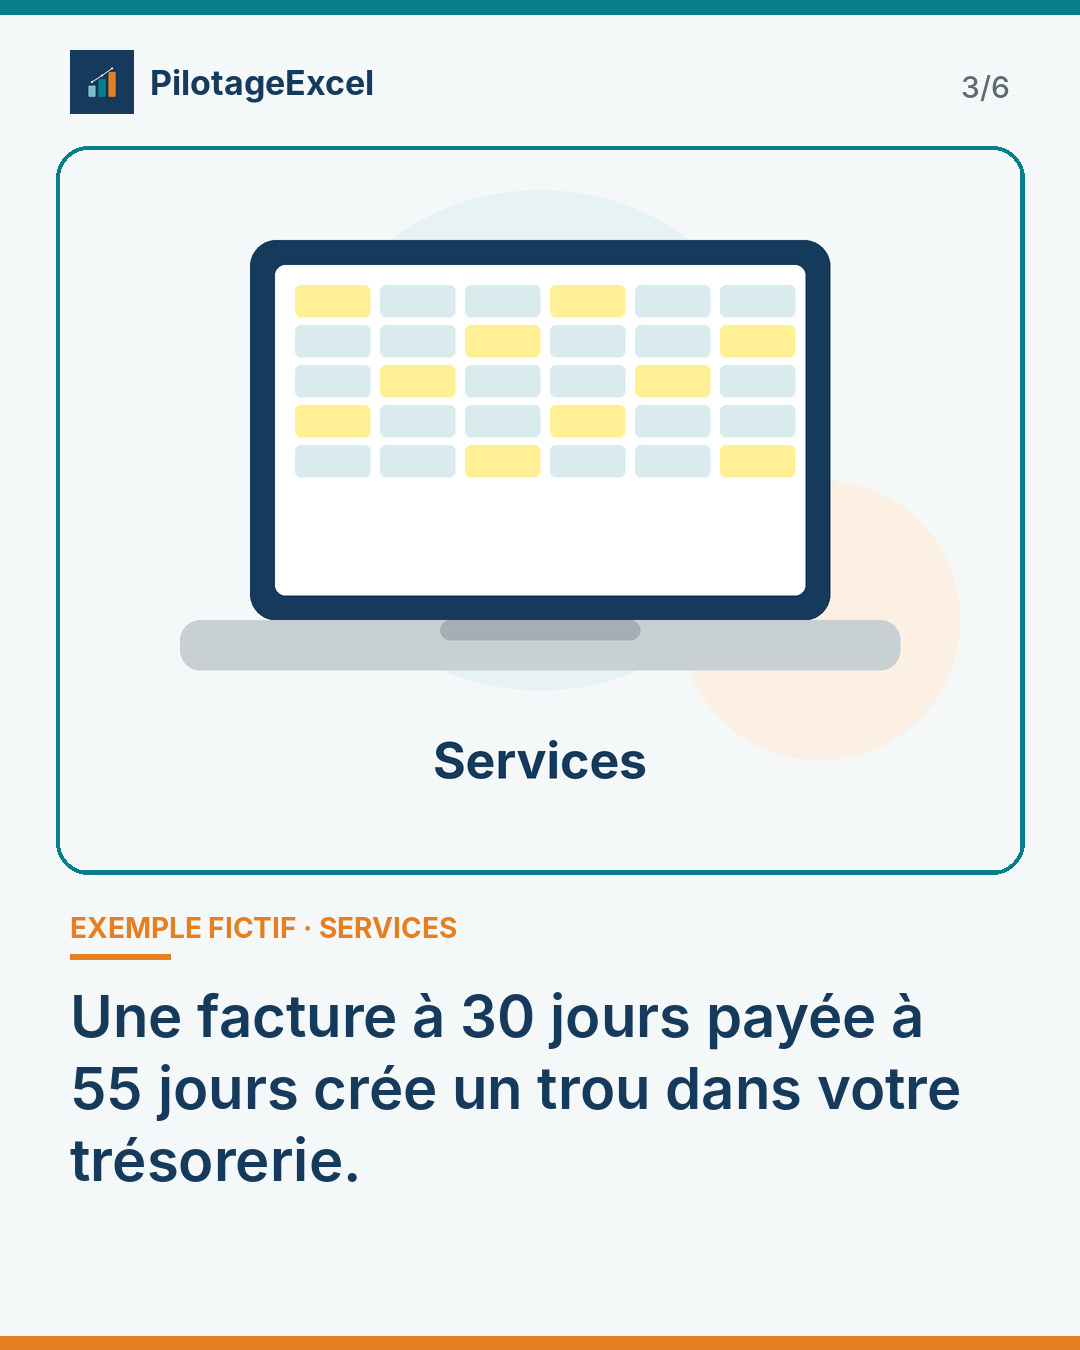 PilotageExcel
3/6
Services
EXEMPLE FICTIF · SERVICES
Une facture à 30 jours payée à
55 jours crée un trou dans votre
trésorerie.